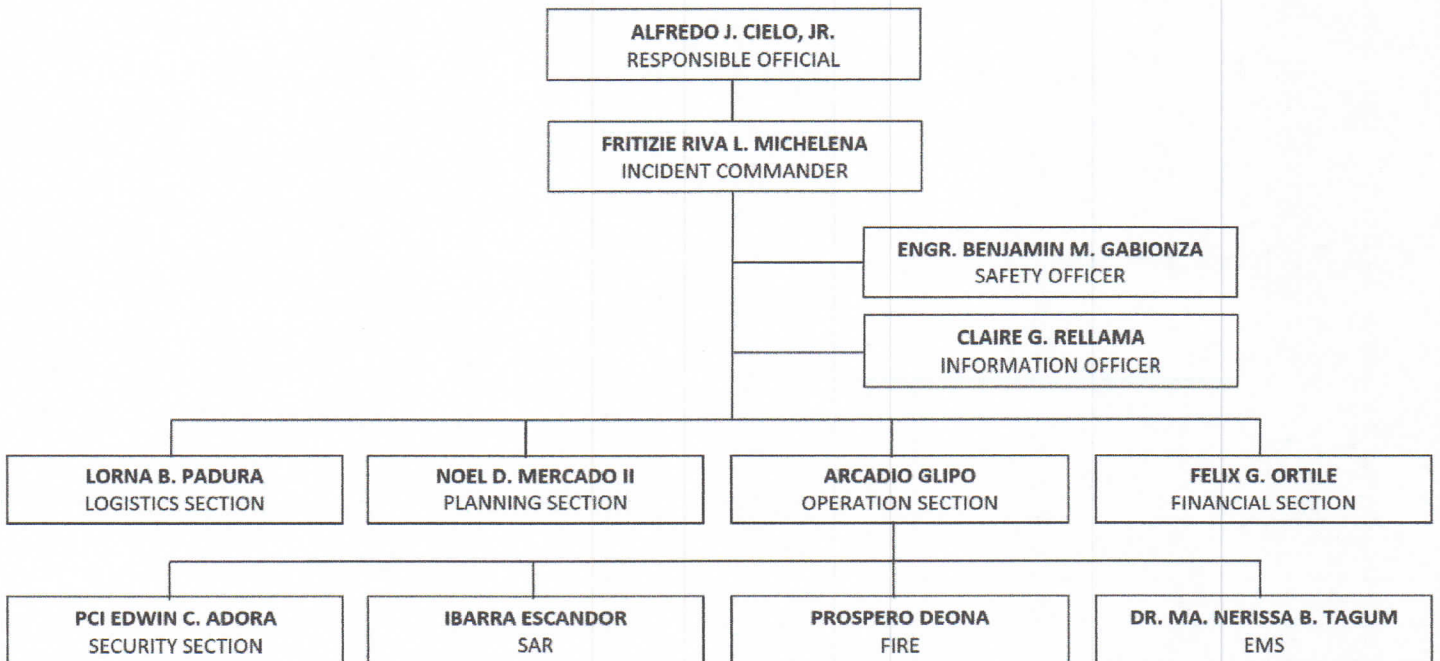 ALFREDO J. CIELO, JR.
RESPONSIBLE OFFICIAL
FRITIZIE RIVA L. MICHELENA
INCIDENT COMMANDER
ENGR. BENJAMIN M. GABIONZA
SAFETY OFFICER
CLAIRE G. RELLAMA
INFORMATION OFFICER
LORNA B. PADURA
LOGISTICS SECTION
NOEL D. MERCADO II
PLANNING SECTION
ARCADIO GLIPO
OPERATION SECTION
FELIX G. ORTILE
FINANCIAL SECTION
PCI EDWIN C. ADORA
SECURITY SECTION
IBARRA ESCANDOR
SAR
PROSPERO DEONA
FIRE
DR. MA. NERISSA B. TAGUM
EMS